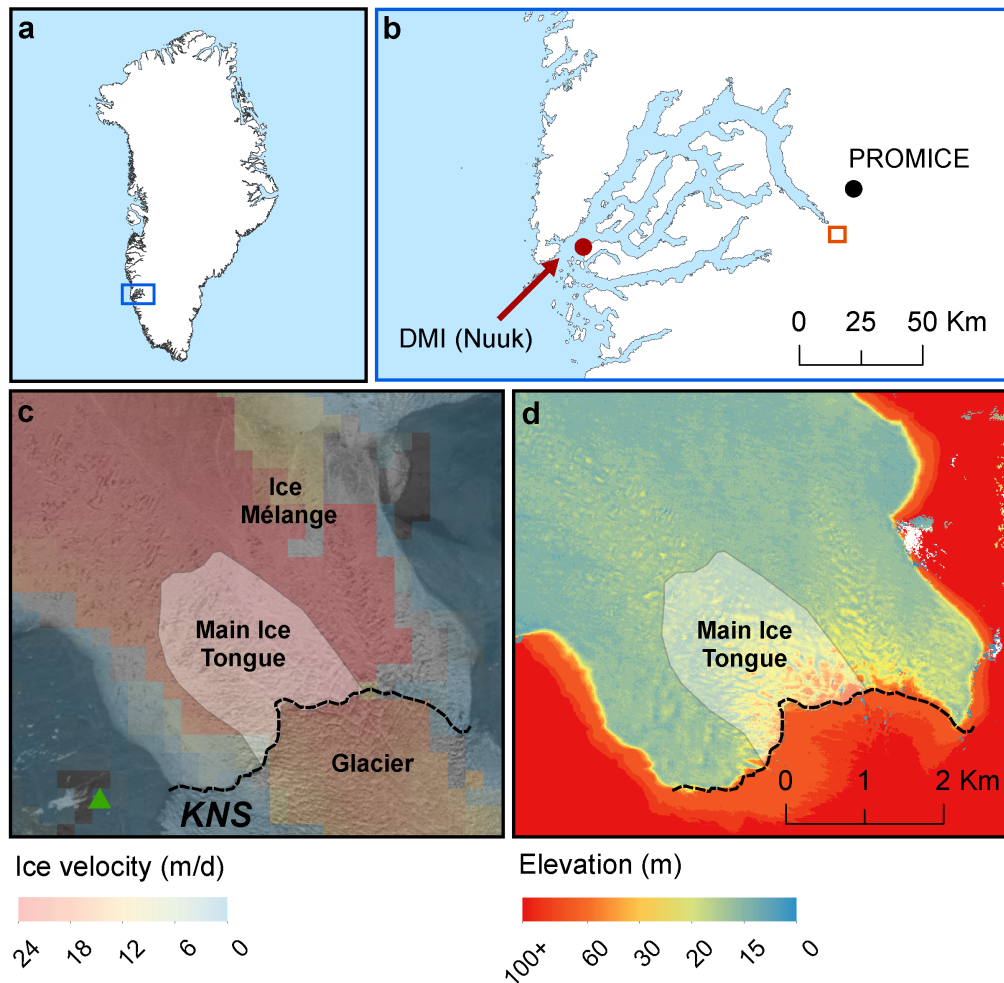 a
b
PROMICE
DMI (Nuuk)
0 25 50 Km
c
Ice
Mélange
Main Ice
Tongue
Glacier
KNS
d
Main Ice
Tongue
0 1 2 Km
Ice velocity (m/d)
24 18 12 6 0
Elevation (m)
100+ 60 30 20 15 0